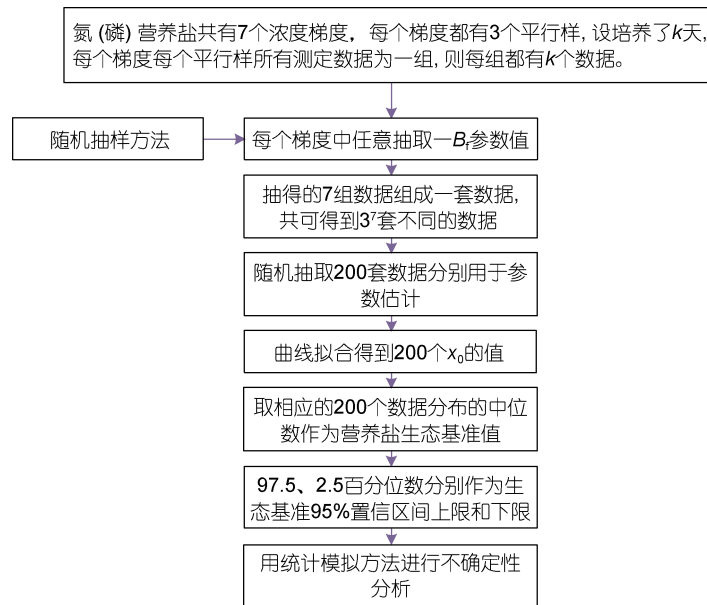 氮 (磷) 营养盐共有7个浓度梯度，每个梯度都有3个平行样, 设培养了k天,
每个梯度每个平行样所有测定数据为一组, 则每组都有k个数据。
随机抽样方法
每个梯度中任意抽取一Bf参数值
抽得的7组数据组成一套数据,
共可得到3⁷套不同的数据
随机抽取200套数据分别用于参
数估计
曲线拟合得到200个x₀的值
取相应的200个数据分布的中位
数作为营养盐生态基准值
97.5、2.5百分位数分别作为生
态基准95%置信区间上限和下限
用统计模拟方法进行不确定性
分析